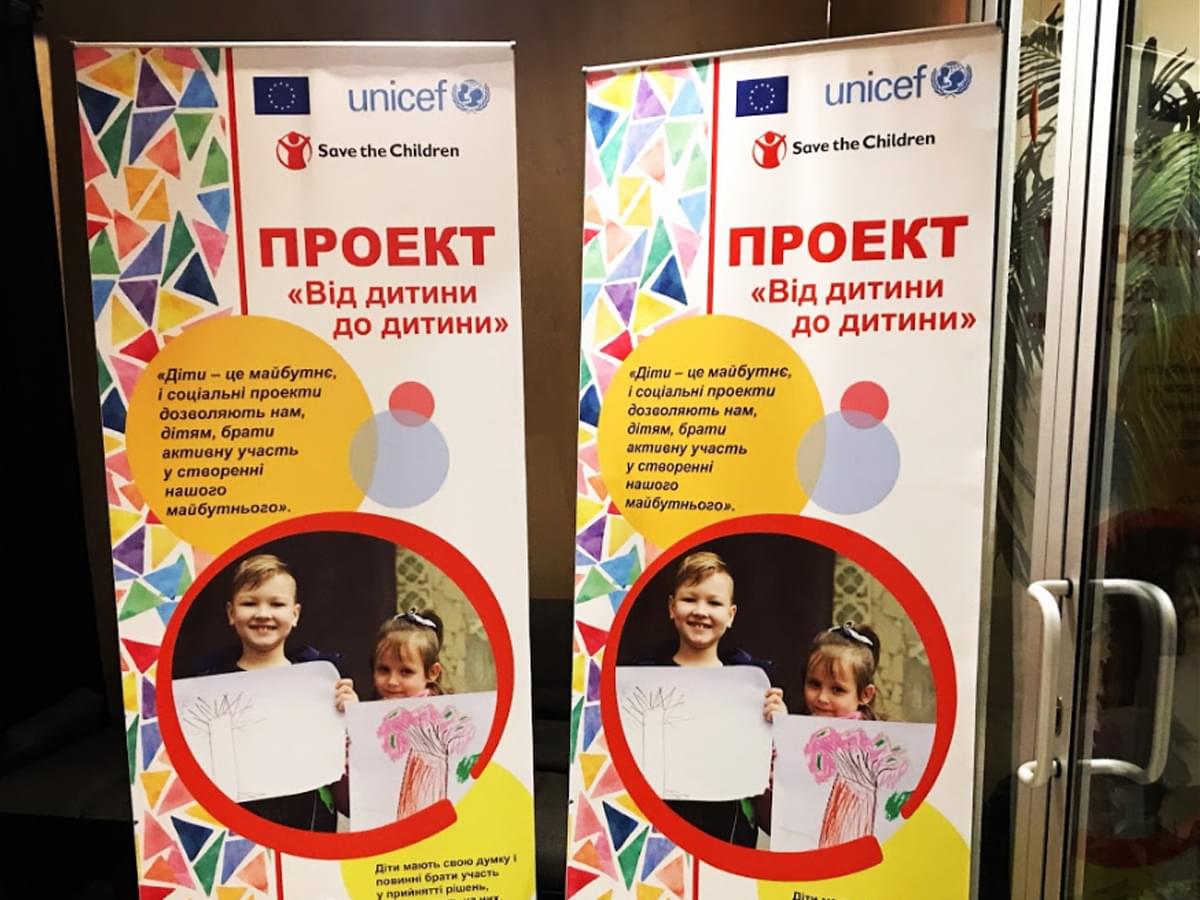 unicef
Save the Children
ПРОЕКТ
«Від дитини
до дитини»
«Діти – це майбутнє,
і соціальні проекти
дозволяють нам,
дітям, брати
активну участь
у створенні
нашого
майбутнього».
Діти мають свою думку і
повинні брати участь
у прийнятті рішень,
unicef
Save the Children
ПРОЕКТ
«Від дитини
до дитини»
«Діти – це майбутнє,
і соціальні проекти
дозволяють нам,
дітям, брати
активну участь
у створенні
нашого
майбутнього».
Діти